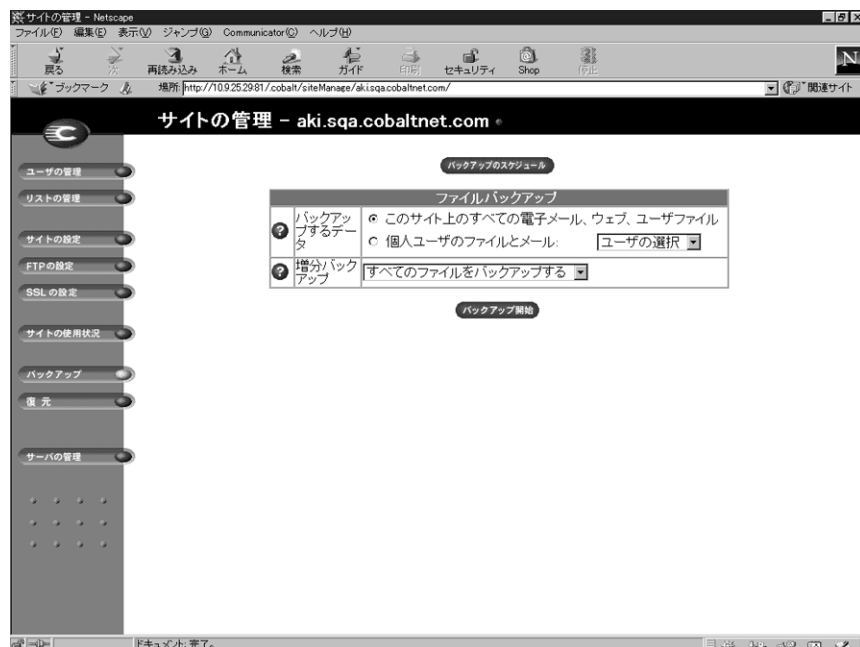 サイトの管理 - Netscape
ファイル(F) 編集(E) 表示(V) ジャンプ(G) Communicator(C) ヘルプ(H)
戻る 次 再読み込み ホーム 検索 ガイド 印刷 セキュリティ Shop 停止
N
ブックマーク 場所: http://10.9.25.29:81/.cobalt/siteManage/aki.sqa.cobaltnet.com/ 関連サイト
サイトの管理 - aki.sqa.cobaltnet.com
ユーザの管理
リストの管理
サイトの設定
FTPの設定
SSLの設定
サイトの使用状況
バックアップ
復元
サーバの管理
バックアップのスケジュール
ファイルバックアップ
バックアッ
プするデー
タ
このサイト上のすべての電子メール、ウェブ、ユーザファイル
個人ユーザのファイルとメール: ユーザの選択
増分バック
アップ
すべてのファイルをバックアップする
バックアップ開始
ドキュメント: 完了。